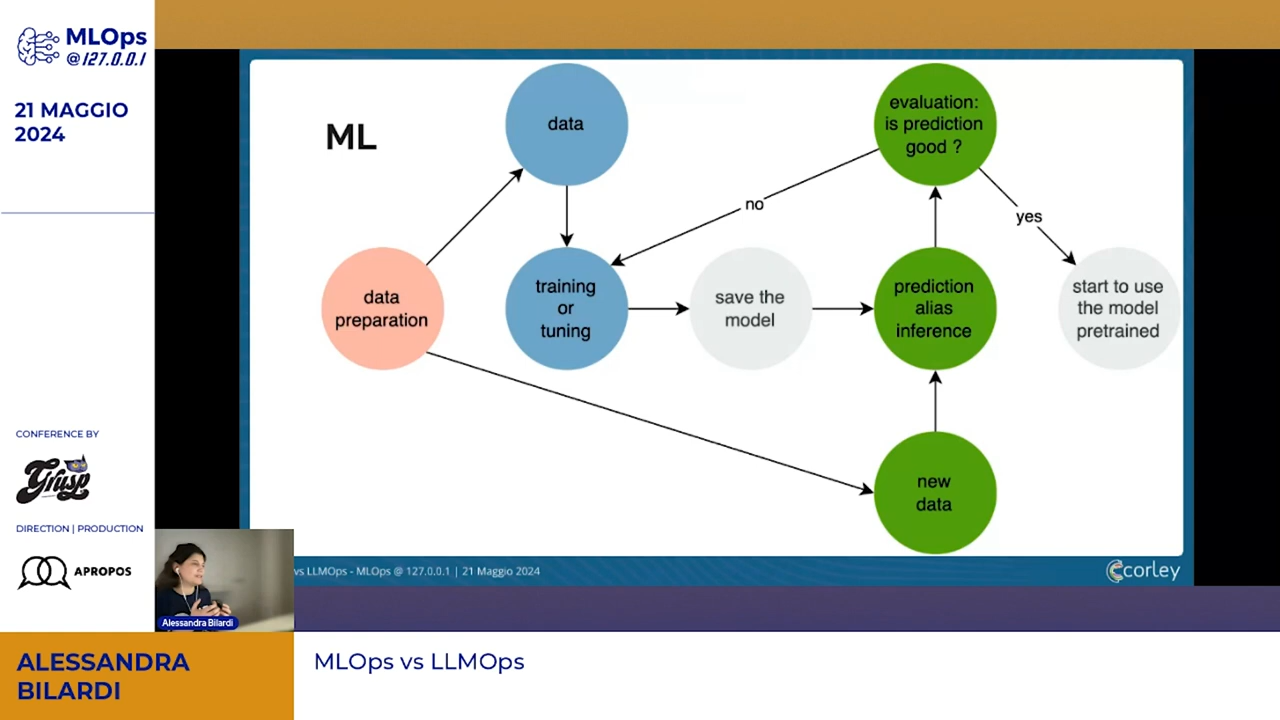 MLOps
@127.0.0.1
21 MAGGIO
2024
CONFERENCE BY
Grusp
DIRECTION | PRODUCTION
APROPOS
ML
data
evaluation:
is prediction
good ?
no
yes
data
preparation
training
or
tuning
save the
model
prediction
alias
inference
start to use
the model
pretrained
new
data
vs LLMOps - MLOps @ 127.0.0.1 | 21 Maggio 2024
corley
Alessandra Bilardi
ALESSANDRA
BILARDI
MLOps vs LLMOps